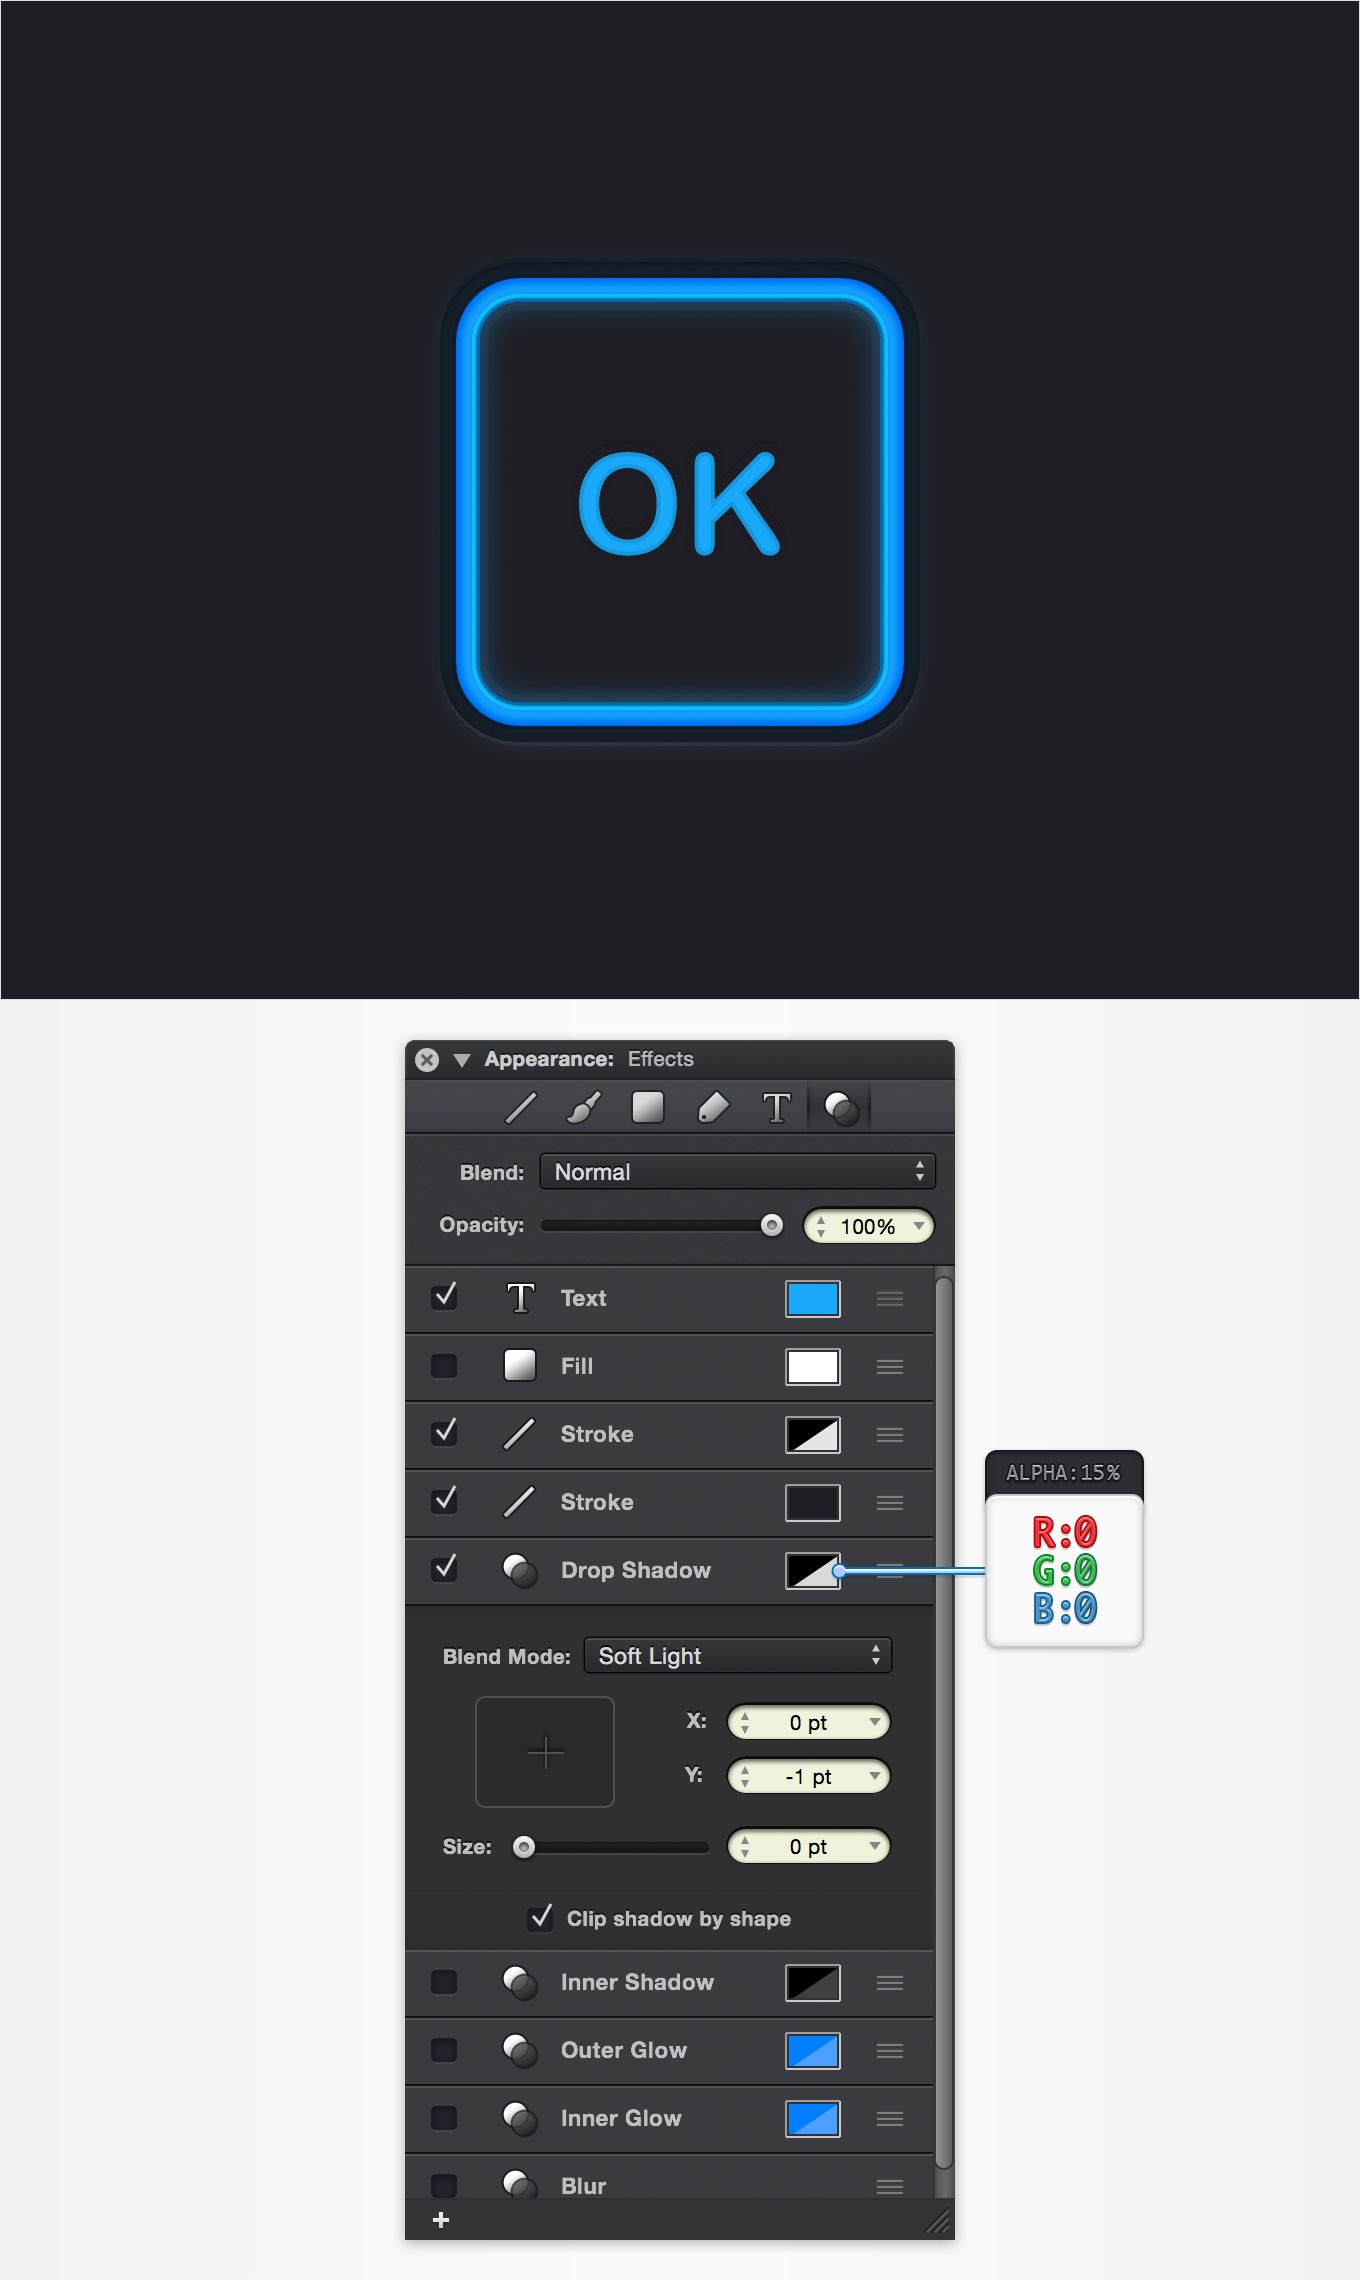 OK
Appearance: Effects
T
Blend: Normal
Opacity: 100%
T Text
Fill
Stroke
ALPHA:15%
Stroke
R:0
Drop Shadow
G:0
B:0
Blend Mode: Soft Light
X: 0 pt
Y: -1 pt
Size: 0 pt
Clip shadow by shape
Inner Shadow
Outer Glow
Inner Glow
Blur